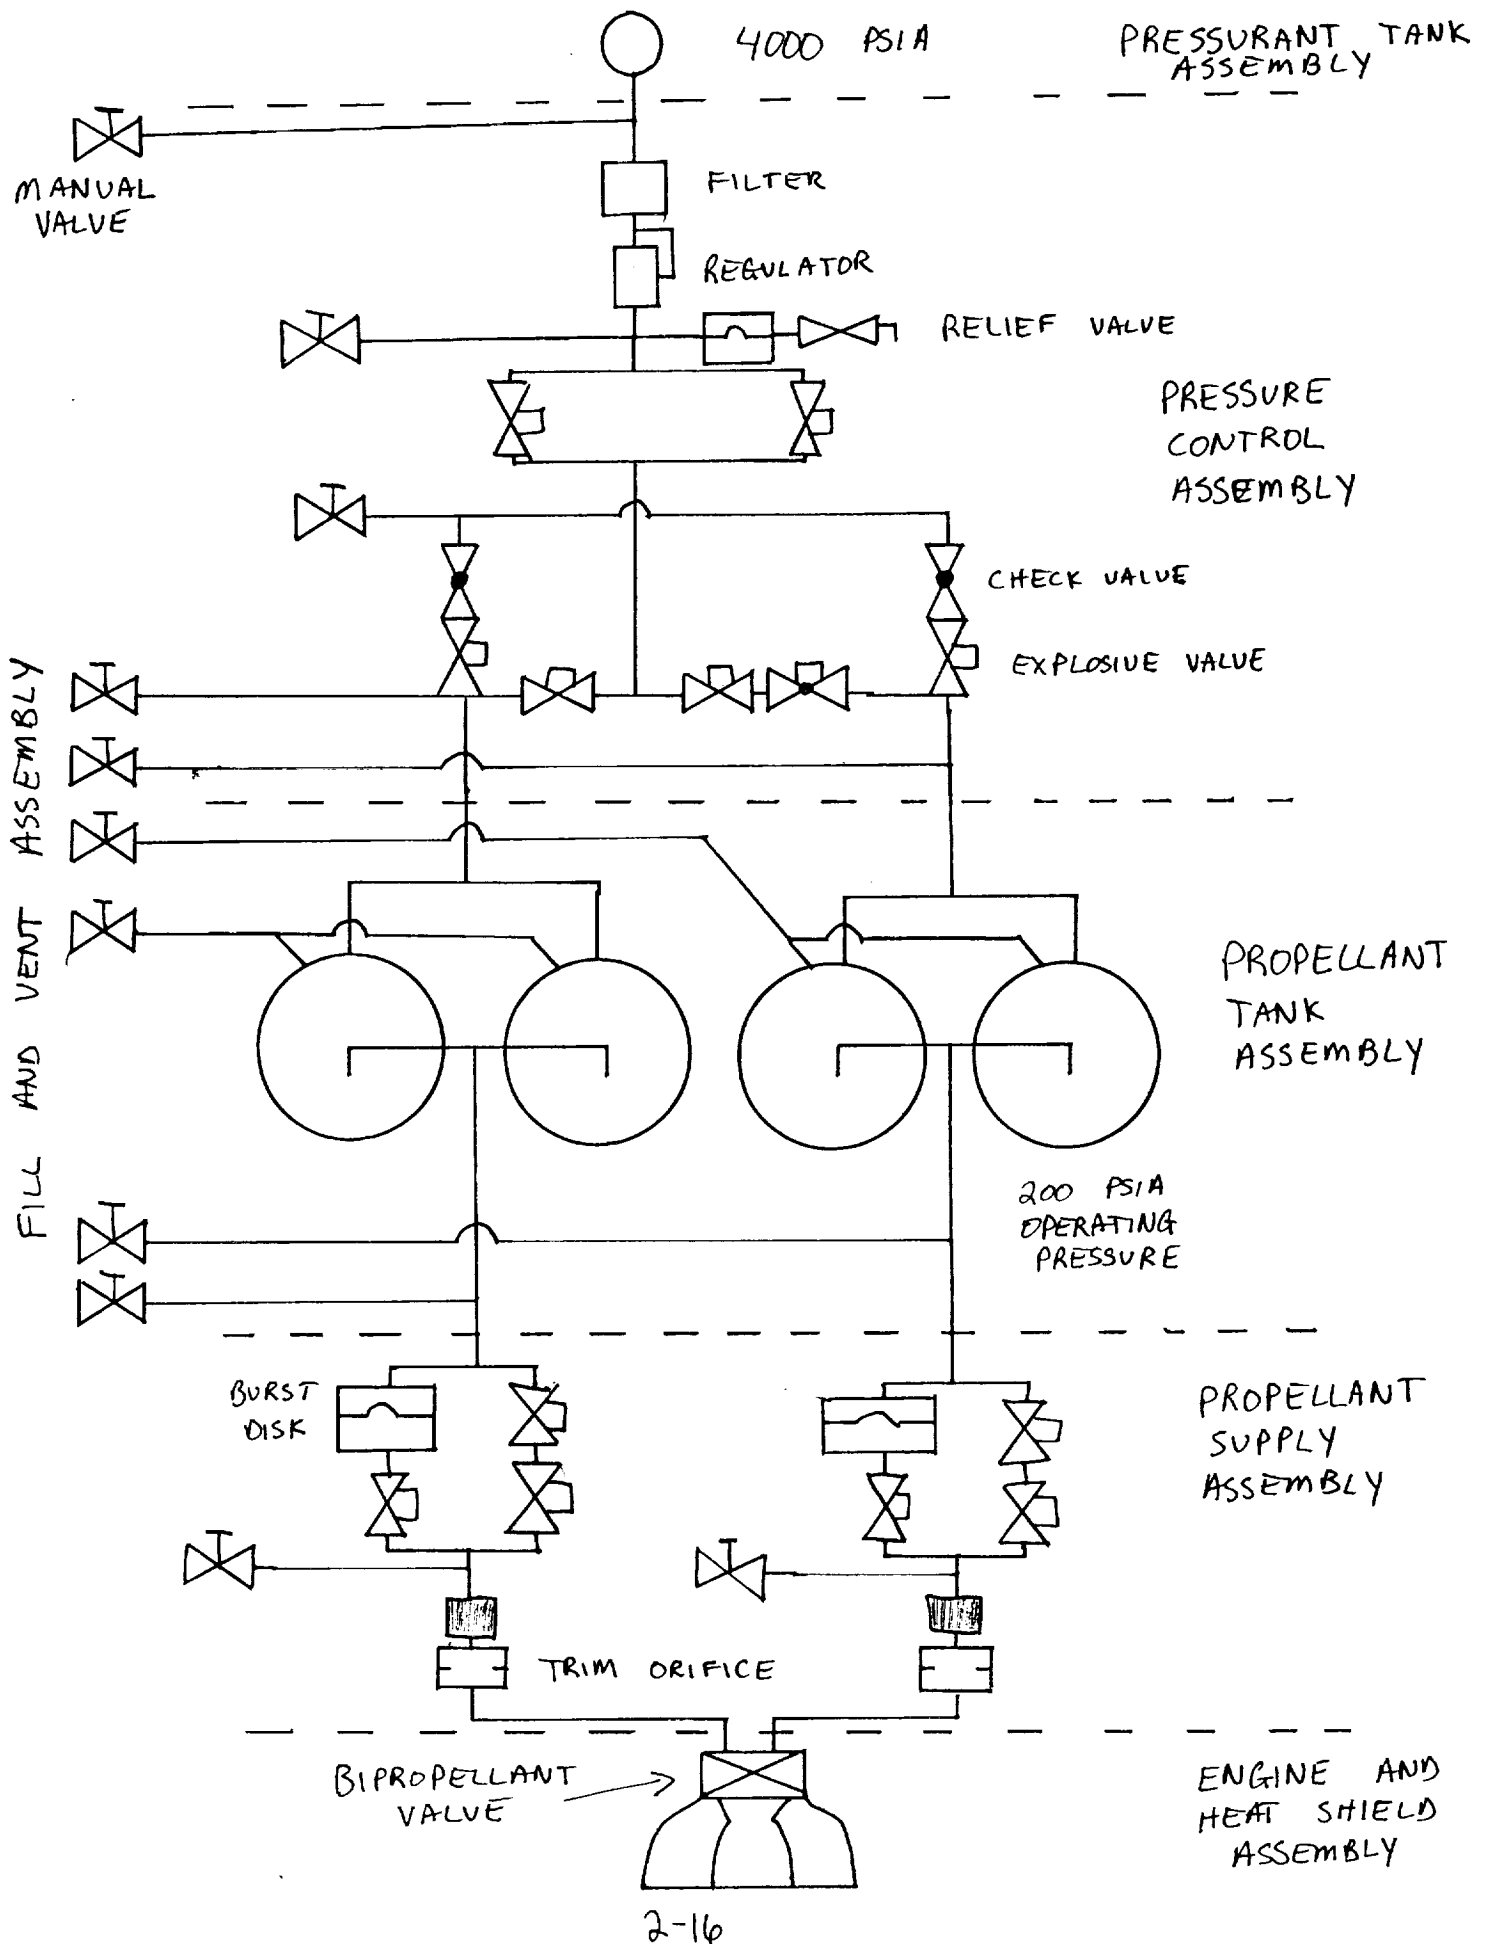 4000 PSIA
PRESSURANT TANK
ASSEMBLY
MANUAL
VALVE
FILTER
REGULATOR
RELIEF VALVE
PRESSURE
CONTROL
ASSEMBLY
CHECK VALVE
EXPLOSIVE VALVE
FILL AND VENT ASSEMBLY
PROPELLANT
TANK
ASSEMBLY
200 PSIA
OPERATING
PRESSURE
BURST
DISK
PROPELLANT
SUPPLY
ASSEMBLY
TRIM ORIFICE
BIPROPELLANT
VALVE
ENGINE AND
HEAT SHIELD
ASSEMBLY
2-16